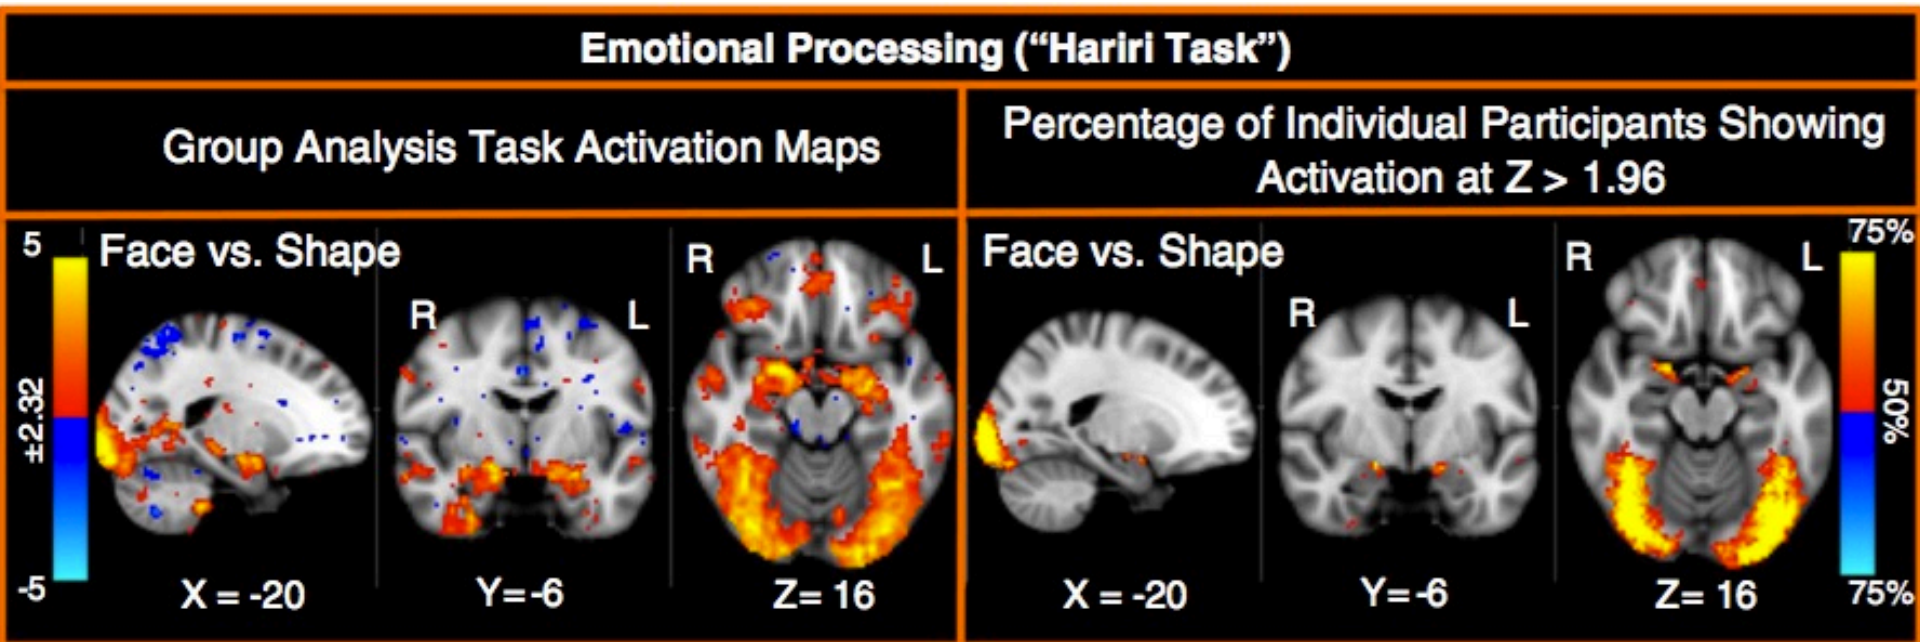 Emotional Processing (“Hariri Task”)
Group Analysis Task Activation Maps
Percentage of Individual Participants Showing
Activation at Z > 1.96
5
±2.32
-5
Face vs. Shape
R
L
R
L
X = -20
Y=-6
Z= 16
Face vs. Shape
R
L
R
L
X = -20
Y=-6
Z= 16
75%
50%
75%